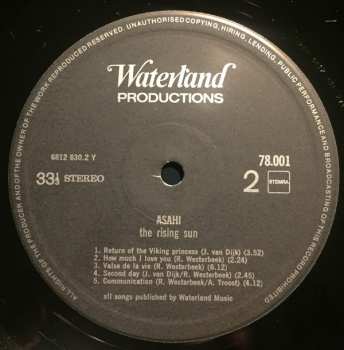 ALL RIGHTS OF THE PRODUCER AND OF THE OWNER OF THE WORK REPRODUCED RESERVED. UNAUTHORISED COPYING, HIRING, LENDING, PUBLIC PERFORMANCE AND BROADCASTING OF THIS RECORD PROHIBITED
Waterland
PRODUCTIONS
6812 630.2 Y
78.001
33⅓ STEREO
2 STEMRA
ASAHI
the rising sun
1. Return of the Viking princess (J. van Dijk) (3.52)
2. How much I love you (R. Westerbeek) (2.24)
3. Valse de la vie (R. Westerbeek) (6.12)
4. Second day (J. van Dijk/R. Westerbeek) (2.45)
5. Communication (R. Westerbeek/A. Troost) (6.12)
all songs published by Waterland Music